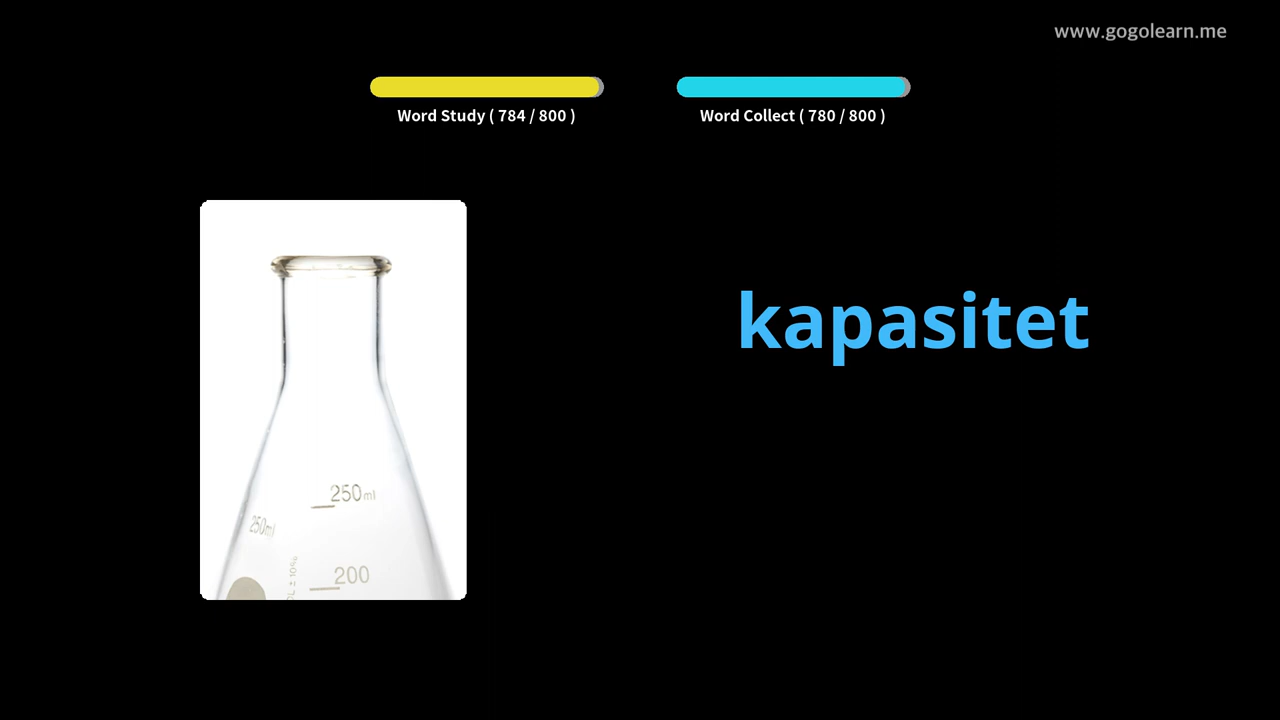 www.gogolearn.me
Word Study ( 784 / 800 )
Word Collect ( 780 / 800 )
kapasitet
250ml
250ml
200